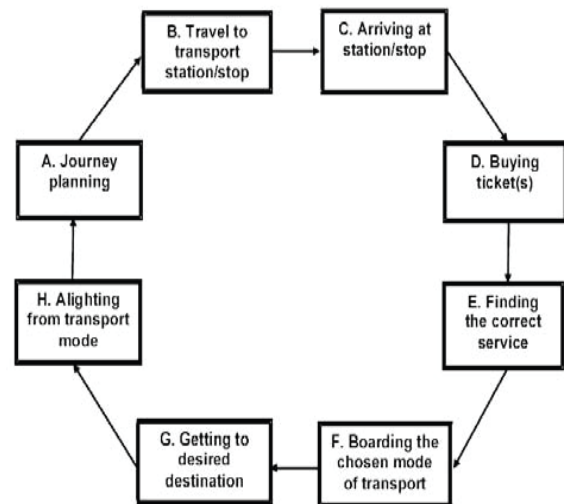 B. Travel to
transport
station/stop
C. Arriving at
station/stop
D. Buying
ticket(s)
E. Finding
the correct
service
F. Boarding the
chosen mode
of transport
G. Getting to
desired
destination
H. Alighting
from transport
mode
A. Journey
planning